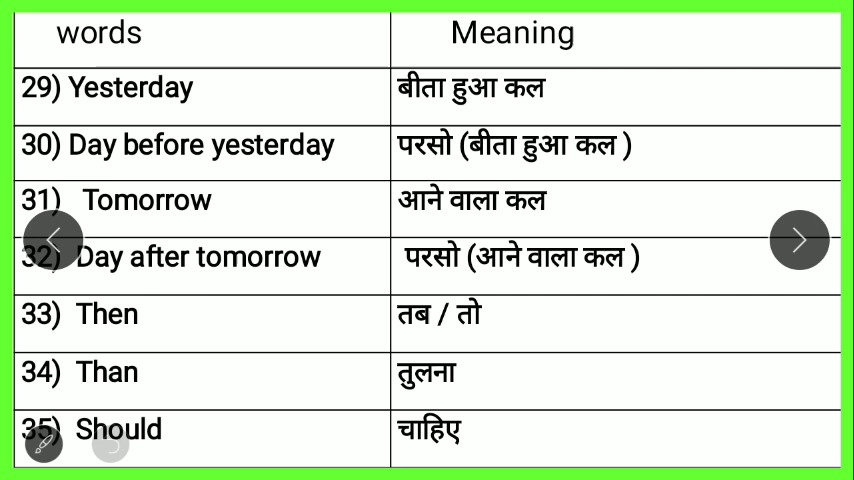 words Meaning
29) Yesterday बीता हुआ कल
30) Day before yesterday परसो (बीता हुआ कल )
31) Tomorrow आने वाला कल
32) Day after tomorrow परसो (आने वाला कल )
33) Then तब / तो
34) Than तुलना
35) Should चाहिए